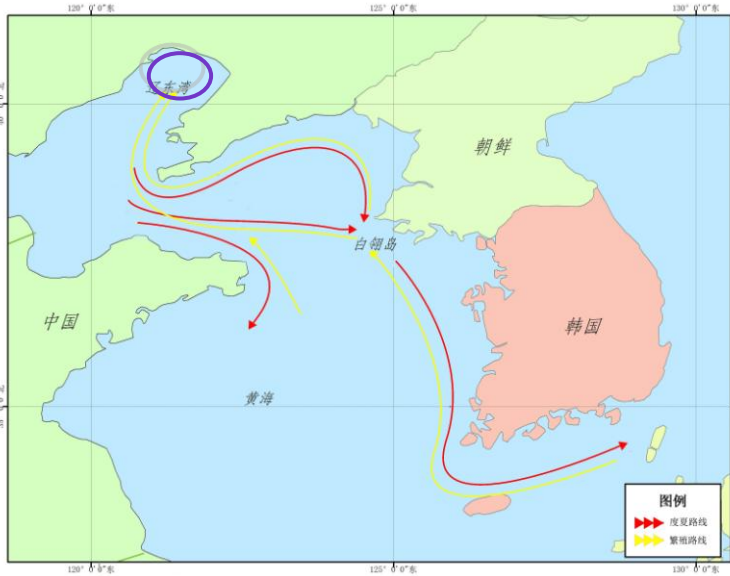 120° 0′0″东
125° 0′0″东
130° 0′0″东
辽东湾
朝鲜
白翎岛
中国
韩国
黄海
图例
度夏路线
繁殖路线
120° 0′0″东
125° 0′0″东
130° 0′0″东